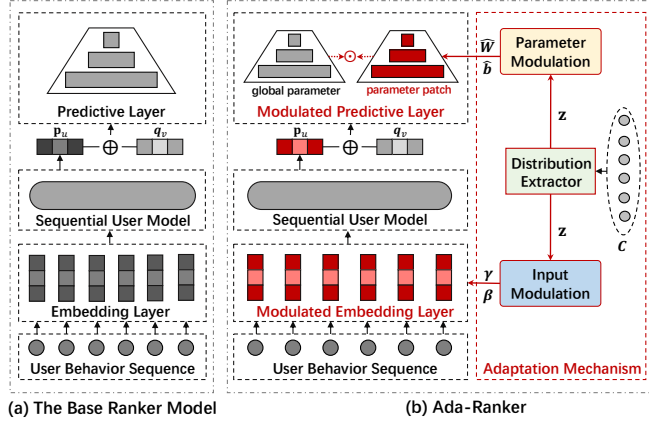 Predictive Layer
p_u
q_v
Sequential User Model
Embedding Layer
User Behavior Sequence
(a) The Base Ranker Model
global parameter
parameter patch
Modulated Predictive Layer
p_u
q_v
Sequential User Model
Modulated Embedding Layer
User Behavior Sequence
Ŵ
b̂
Parameter
Modulation
z
Distribution
Extractor
C
z
γ
β
Input
Modulation
Adaptation Mechanism
(b) Ada-Ranker